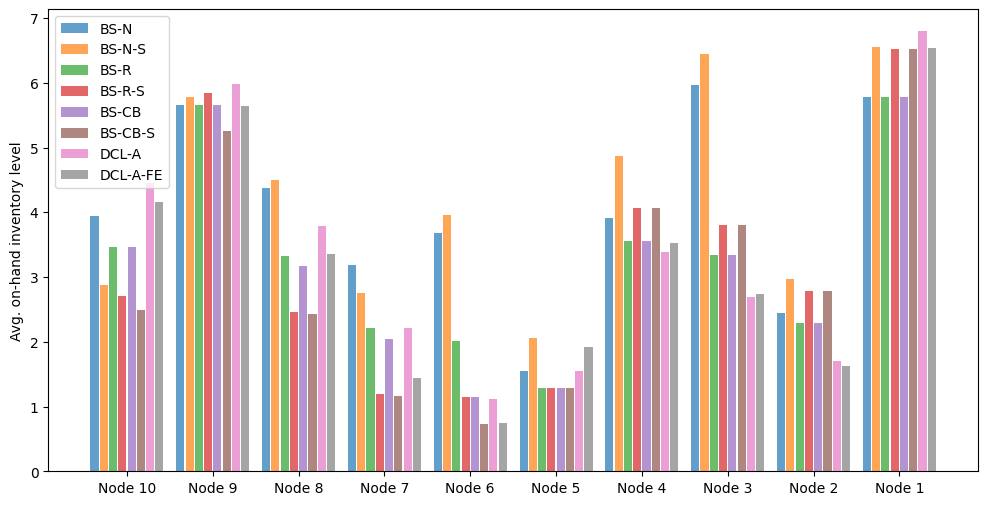 7
6
5
4
3
2
1
0
Avg. on-hand inventory level
BS-N
BS-N-S
BS-R
BS-R-S
BS-CB
BS-CB-S
DCL-A
DCL-A-FE
Node 10 Node 9 Node 8 Node 7 Node 6 Node 5 Node 4 Node 3 Node 2 Node 1